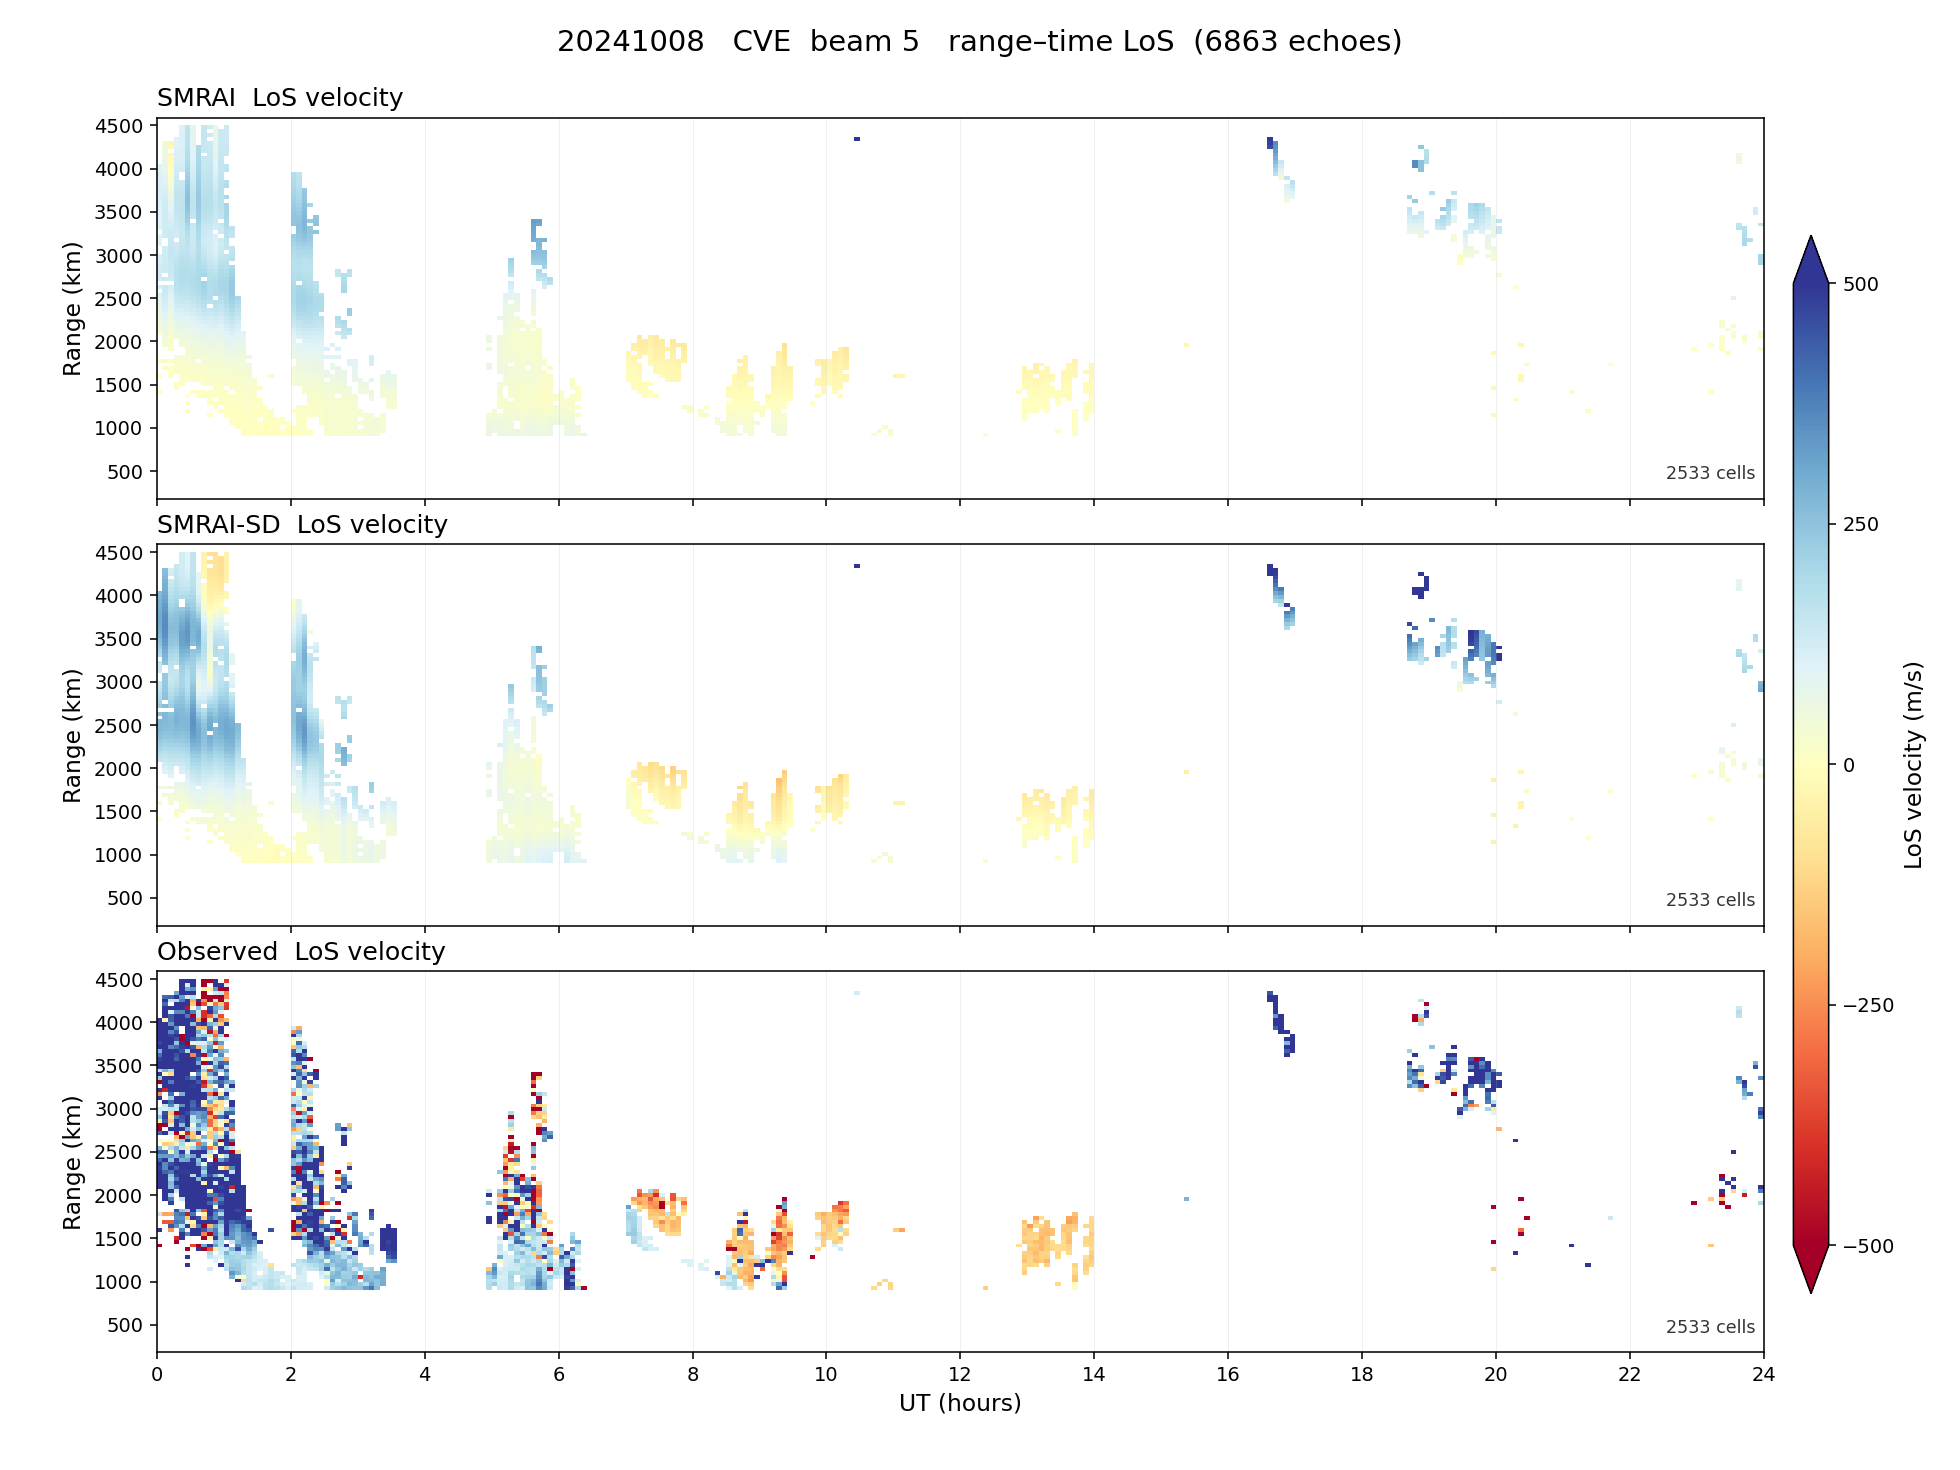 20241008   CVE  beam 5   range–time LoS  (6863 echoes)
SMRAI  LoS velocity
4500
4000
3500
3000
2500
2000
1500
1000
500
Range (km)
2533 cells
SMRAI-SD  LoS velocity
4500
4000
3500
3000
2500
2000
1500
1000
500
Range (km)
2533 cells
Observed  LoS velocity
4500
4000
3500
3000
2500
2000
1500
1000
500
Range (km)
2533 cells
0 2 4 6 8 10 12 14 16 18 20 22 24
UT (hours)
500
250
0
−250
−500
LoS velocity (m/s)